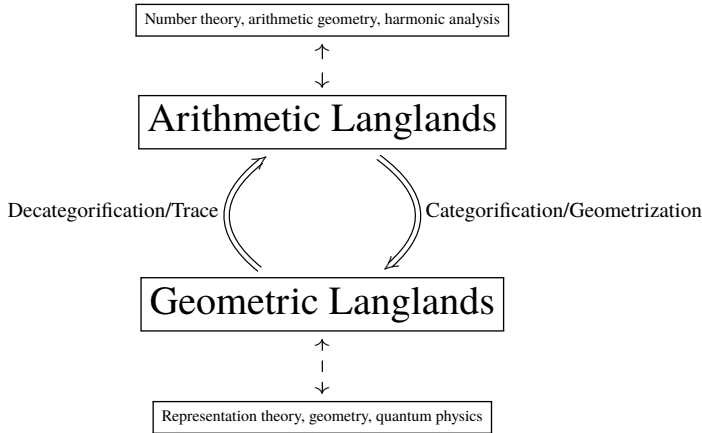 Number theory, arithmetic geometry, harmonic analysis
Arithmetic Langlands
Decategorification/Trace
Categorification/Geometrization
Geometric Langlands
Representation theory, geometry, quantum physics